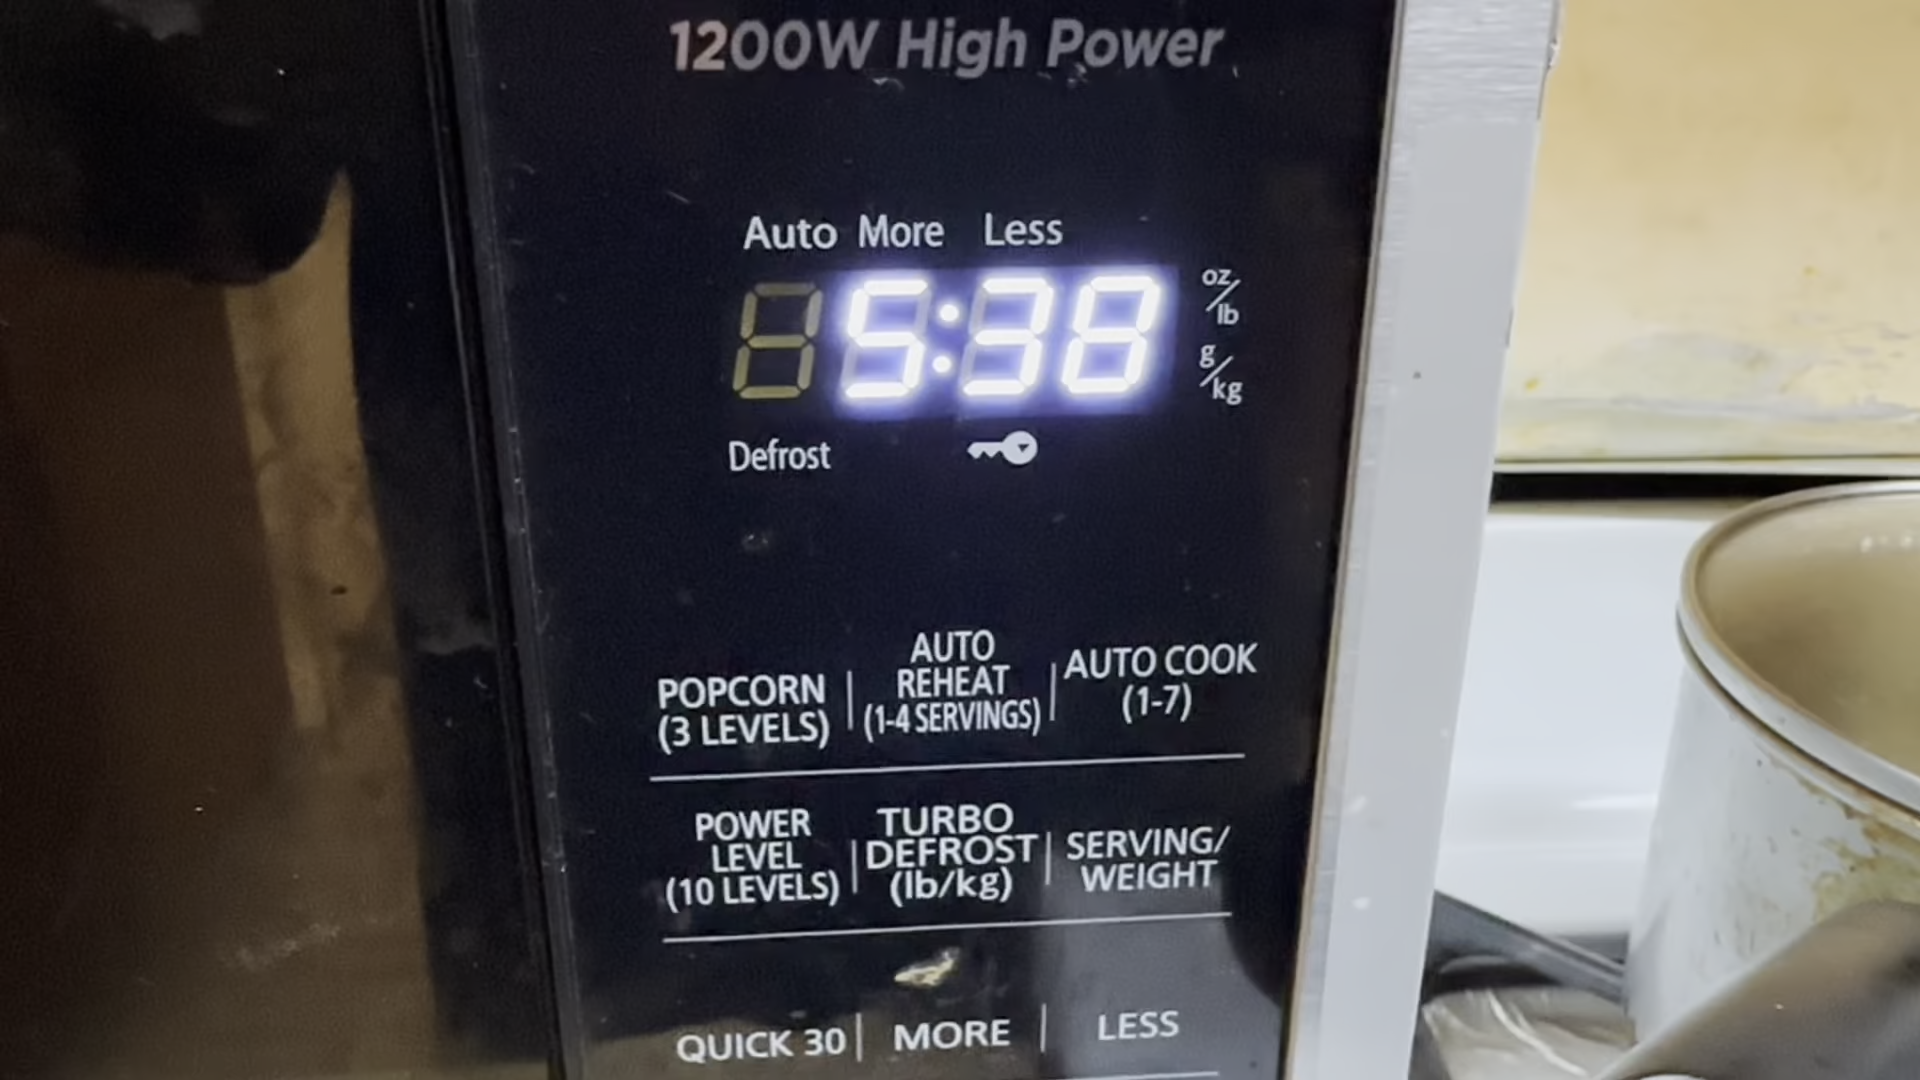 1200W High Power
Auto More Less
5:38
oz/lb
g/kg
Defrost
POPCORN
(3 LEVELS)
AUTO
REHEAT
(1-4 SERVINGS)
AUTO COOK
(1-7)
POWER
LEVEL
(10 LEVELS)
TURBO
DEFROST
(lb/kg)
SERVING/
WEIGHT
QUICK 30
MORE
LESS